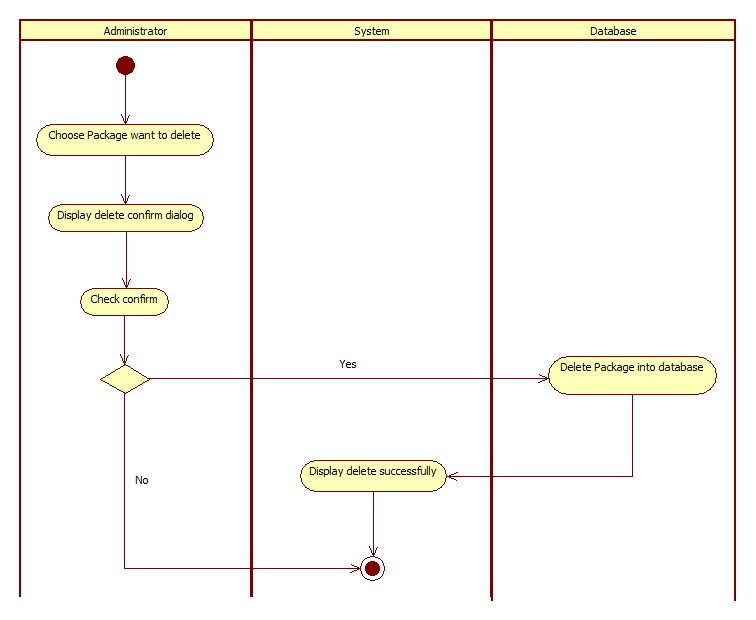 Administrator
System
Database
Choose Package want to delete
Display delete confirm dialog
Check confirm
Yes
Delete Package into database
Display delete successfully
No